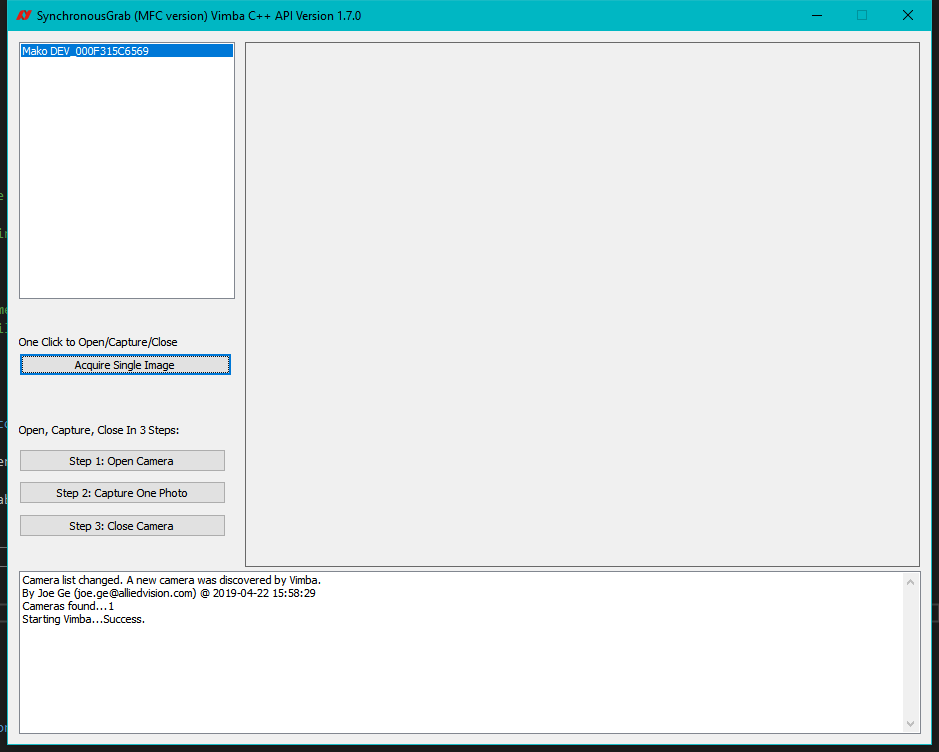 SynchronousGrab (MFC version) Vimba C++ API Version 1.7.0
Mako DEV_000F315C6569
One Click to Open/Capture/Close
Acquire Single Image
Open, Capture, Close In 3 Steps:
Step 1: Open Camera
Step 2: Capture One Photo
Step 3: Close Camera
Camera list changed. A new camera was discovered by Vimba.
By Joe Ge (joe.ge@alliedvision.com) @ 2019-04-22 15:58:29
Cameras found...1
Starting Vimba...Success.